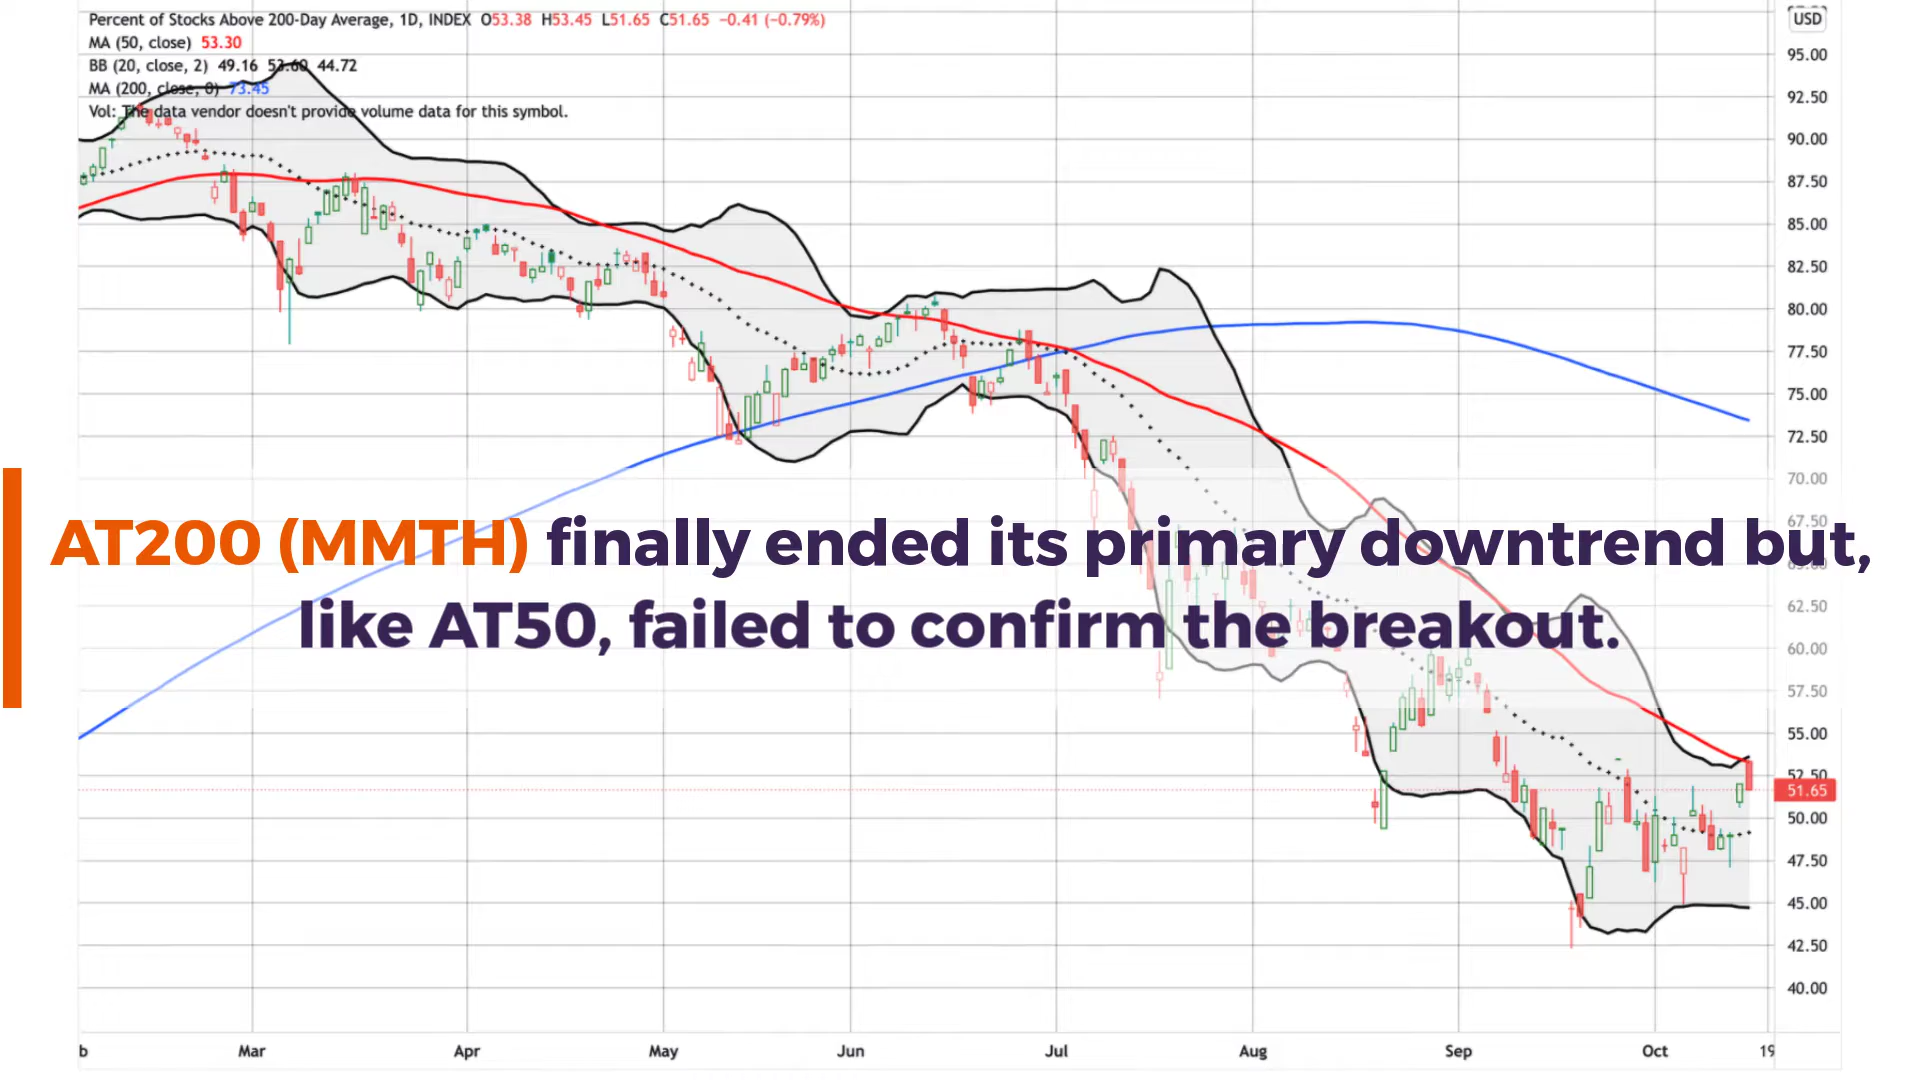 Percent of Stocks Above 200-Day Average, 1D, INDEX O53.38 H53.45 L51.65 C51.65 −0.41 (−0.79%)
MA (50, close) 53.30
BB (20, close, 2) 49.16 53.60 44.72
MA (200, close, 0) 73.45
Vol: The data vendor doesn't provide volume data for this symbol.
USD
95.00
92.50
90.00
87.50
85.00
82.50
80.00
77.50
75.00
72.50
70.00
67.50
AT200 (MMTH) finally ended its primary downtrend but,
like AT50, failed to confirm the breakout.
62.50
60.00
57.50
55.00
52.50
51.65
50.00
47.50
45.00
42.50
40.00
b Mar Apr May Jun Jul Aug Sep Oct 19